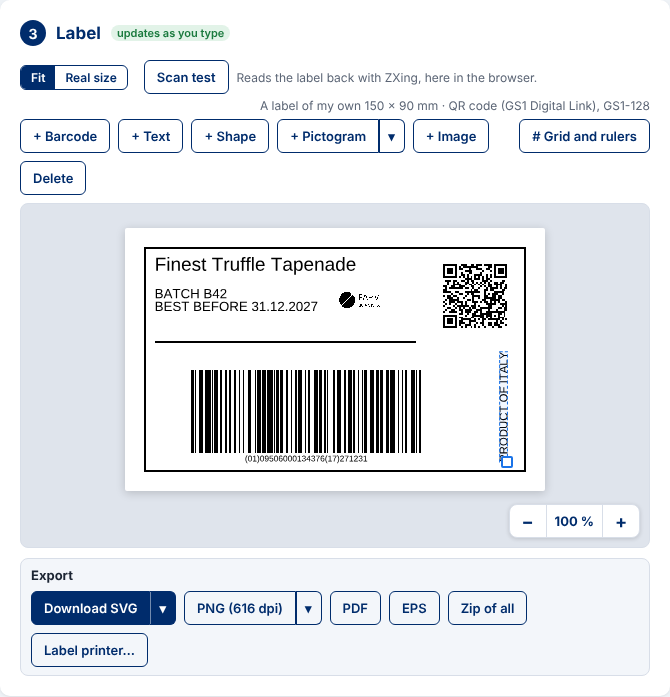 3 Label updates as you type
Fit Real size Scan test Reads the label back with ZXing, here in the browser.
A label of my own 150 × 90 mm · QR code (GS1 Digital Link), GS1-128
+ Barcode + Text + Shape + Pictogram ▾ + Image # Grid and rulers
Delete
Finest Truffle Tapenade
BATCH B42
BEST BEFORE 31.12.2027
PRODUCT OF ITALY
(01)09506000134376(17)271231
− 100 % +
Export
Download SVG ▾ PNG (616 dpi) ▾ PDF EPS Zip of all
Label printer...